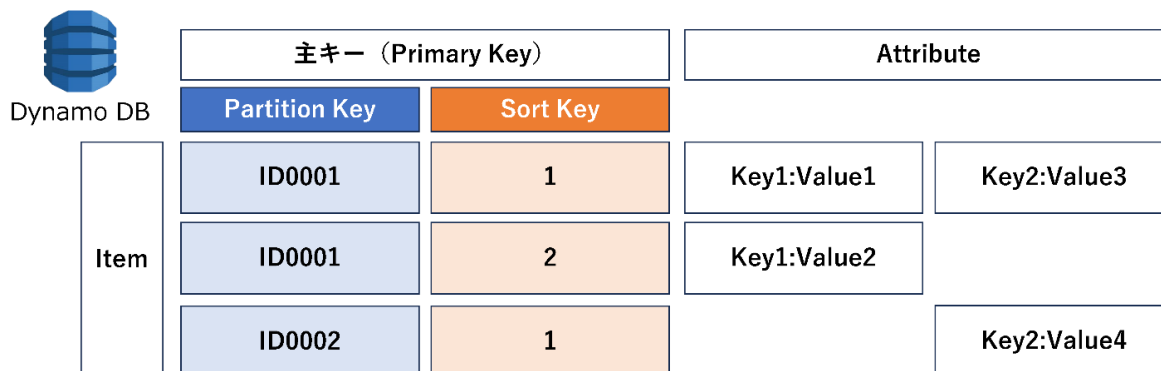 主キー（Primary Key）
Attribute
Dynamo DB
Partition Key
Sort Key
Item
ID0001
1
Key1:Value1
Key2:Value3
ID0001
2
Key1:Value2
ID0002
1
Key2:Value4